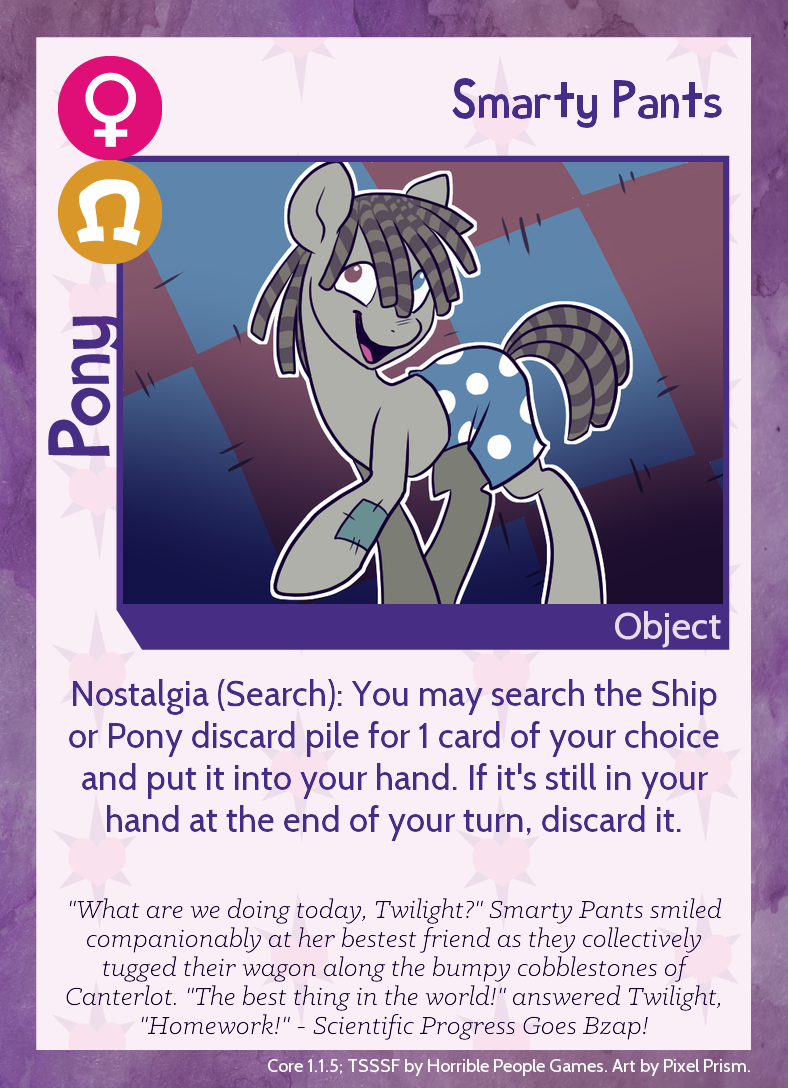 Smarty Pants
Pony
Object
Nostalgia (Search): You may search the Ship
or Pony discard pile for 1 card of your choice
and put it into your hand. If it's still in your
hand at the end of your turn, discard it.
"What are we doing today, Twilight?" Smarty Pants smiled
companionably at her bestest friend as they collectively
tugged their wagon along the bumpy cobblestones of
Canterlot. "The best thing in the world!" answered Twilight,
"Homework!" - Scientific Progress Goes Bzap!
Core 1.1.5; TSSSF by Horrible People Games. Art by Pixel Prism.